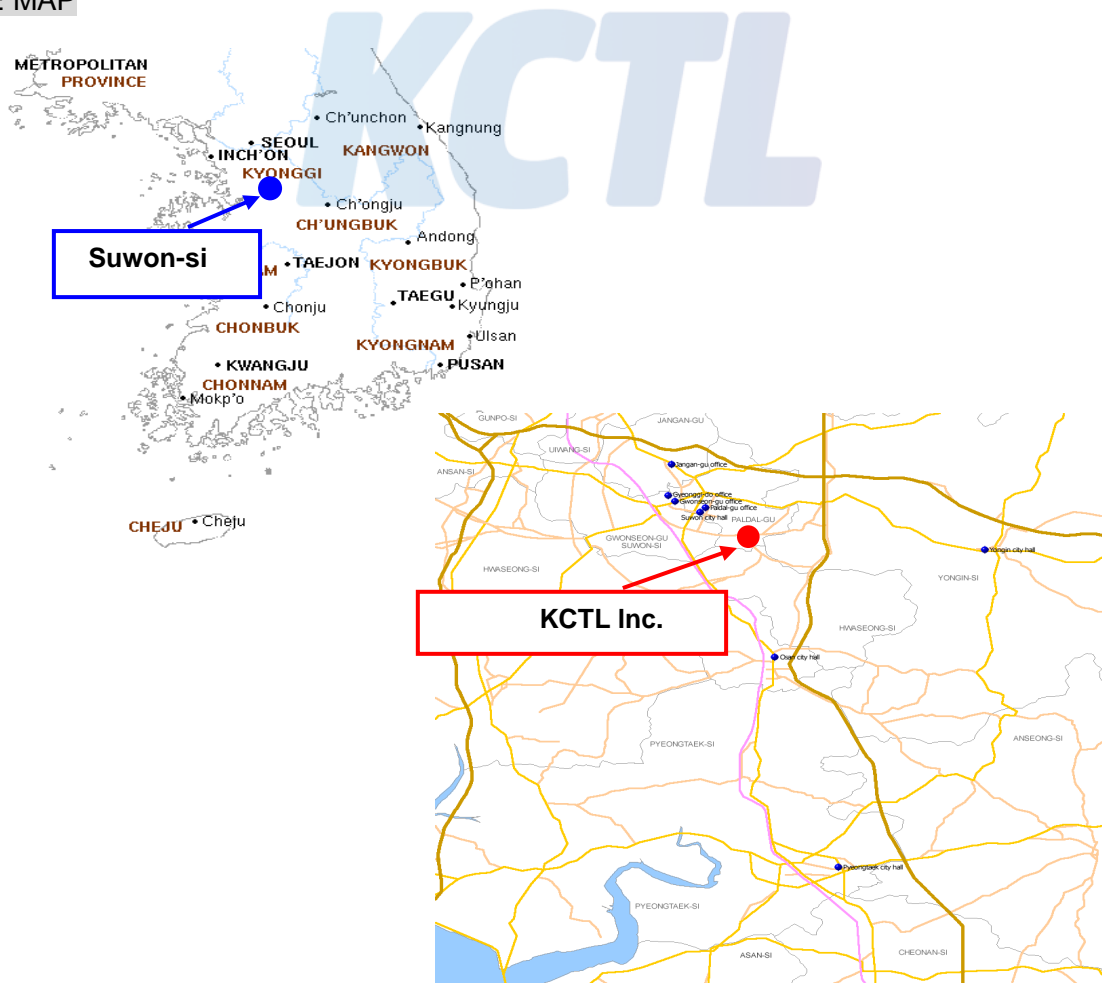 MAP
KCTL
METROPOLITAN
PROVINCE
Ch'unchon
Kangnung
SEOUL
INCH'ON
KANGWON
KYONGGI
Ch'ongju
CH'UNGBUK
Andong
Suwon-si
TAEJON
KYONGBUK
P'ohan
TAEGU
Kyungju
Chonju
CHONBUK
Ulsan
KYONGNAM
KWANGJU
PUSAN
CHONNAM
Mokp'o
CHEJU
Cheju
GUNPO-SI
JANGAN-GU
UIWANG-SI
ANSAN-SI
Jangan-gu office
Gyeonggi-do office
Gwonseon-gu office
Paldal-gu office
Suwon city hall
PALDAL-GU
GWONSEON-GU
SUWON-SI
Yongin city hall
HWASEONG-SI
YONGIN-SI
KCTL Inc.
HWASEONG-SI
Osan city hall
PYEONGTAEK-SI
ANSEONG-SI
Pyeongtaek city hall
PYEONGTAEK-SI
ASAN-SI
CHEONAN-SI